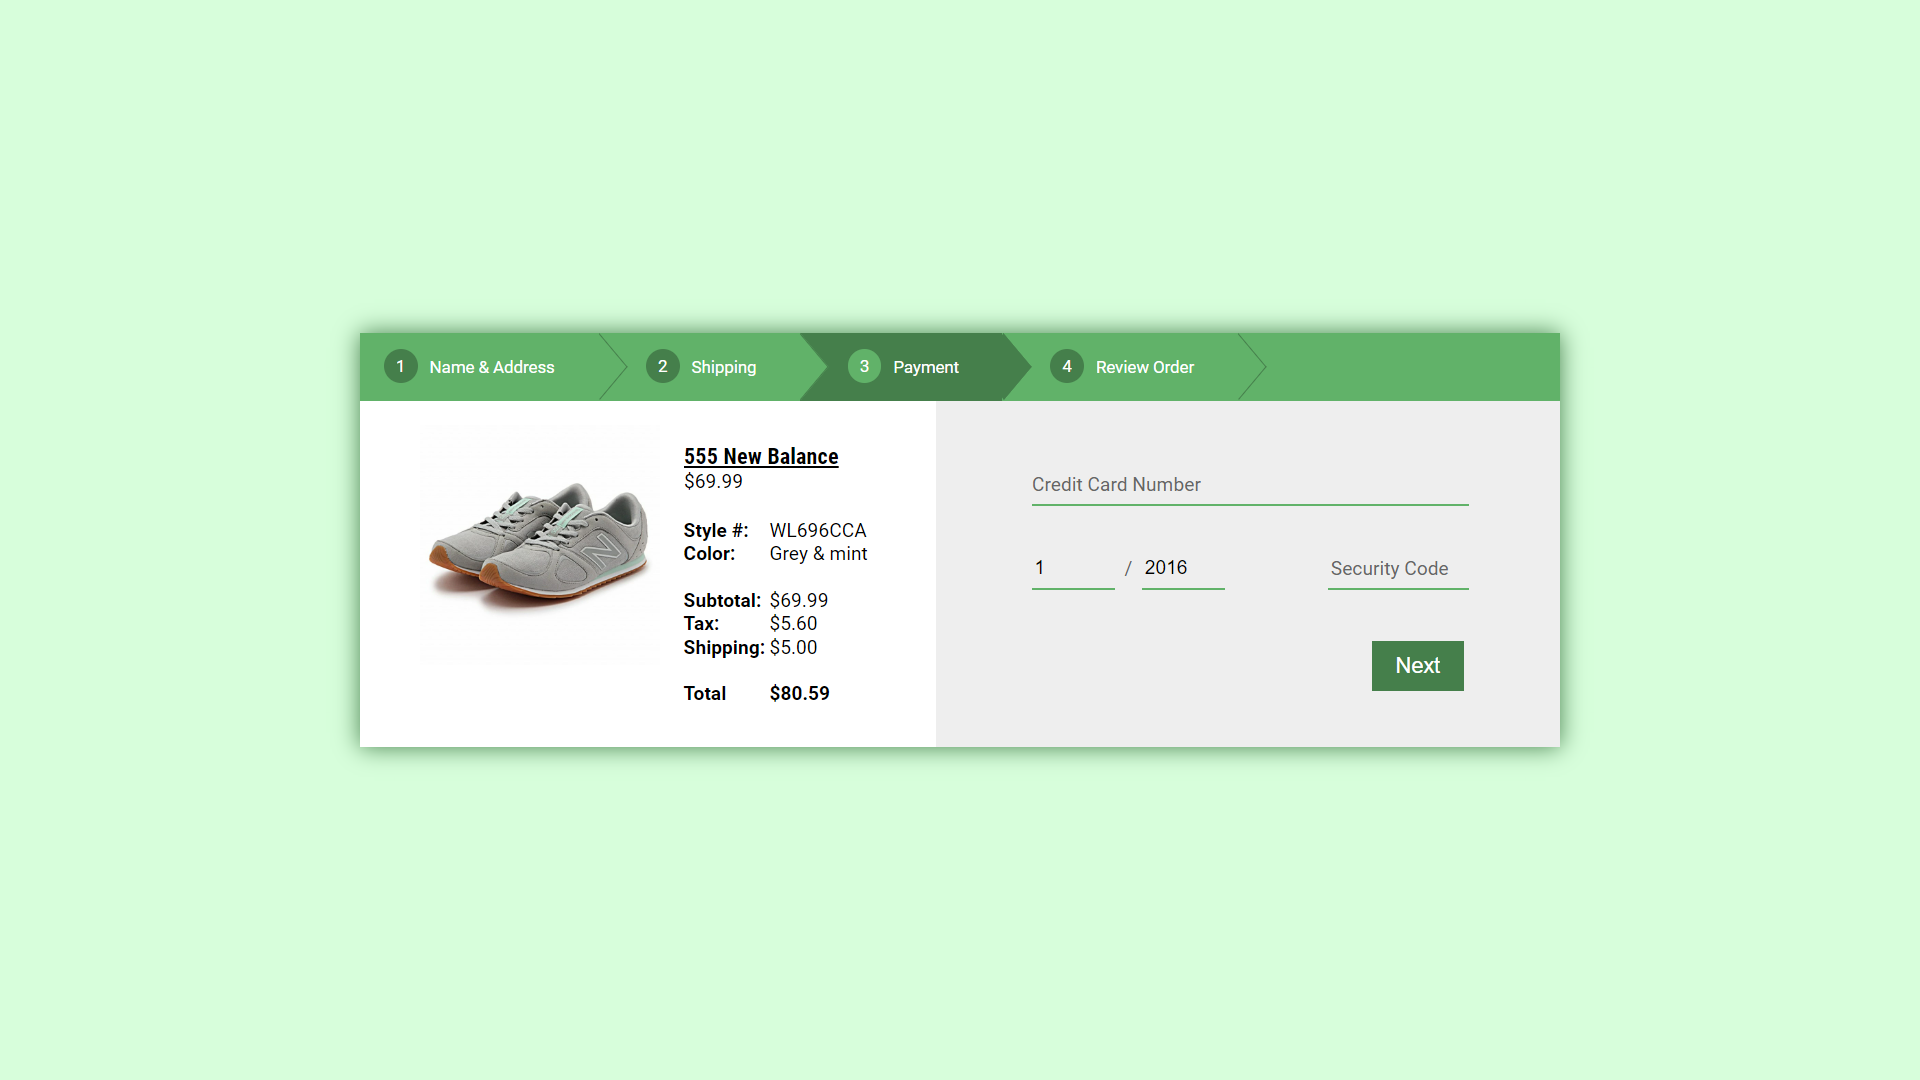 1 Name & Address 2 Shipping 3 Payment 4 Review Order
555 New Balance
$69.99
Style #: WL696CCA
Color: Grey & mint
Subtotal: $69.99
Tax: $5.60
Shipping: $5.00
Total $80.59
N
Credit Card Number
1 / 2016 Security Code
Next